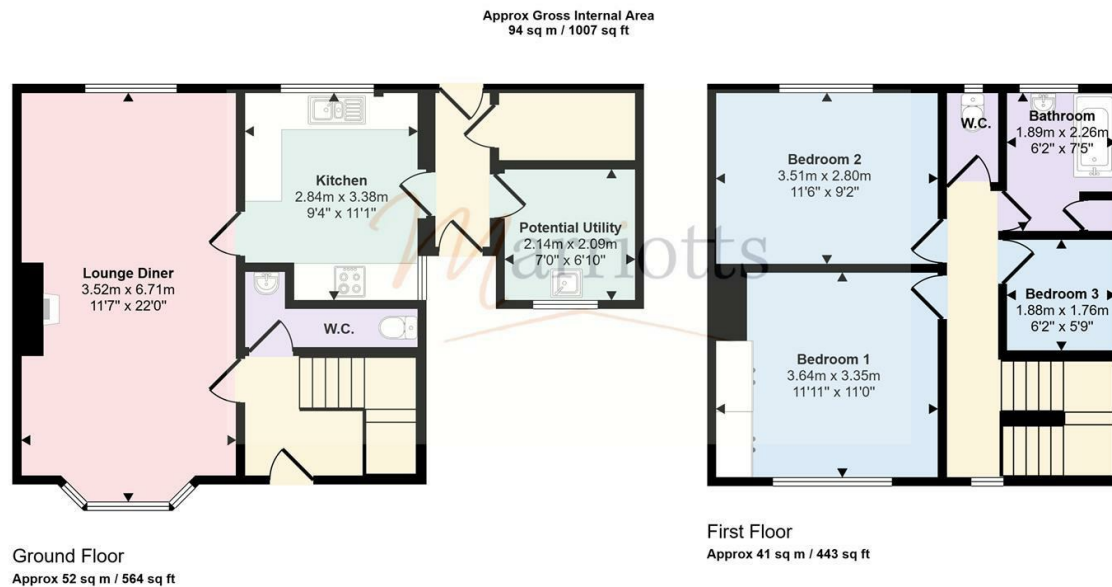 Approx Gross Internal Area
94 sq m / 1007 sq ft
Lounge Diner
3.52m x 6.71m
11'7" x 22'0"
Kitchen
2.84m x 3.38m
9'4" x 11'1"
W.C.
Potential Utility
2.14m x 2.09m
7'0" x 6'10"
Marriotts
Ground Floor
Approx 52 sq m / 564 sq ft
Bedroom 2
3.51m x 2.80m
11'6" x 9'2"
W.C.
Bathroom
1.89m x 2.26m
6'2" x 7'5"
Bedroom 3
1.88m x 1.76m
6'2" x 5'9"
Bedroom 1
3.64m x 3.35m
11'11" x 11'0"
First Floor
Approx 41 sq m / 443 sq ft